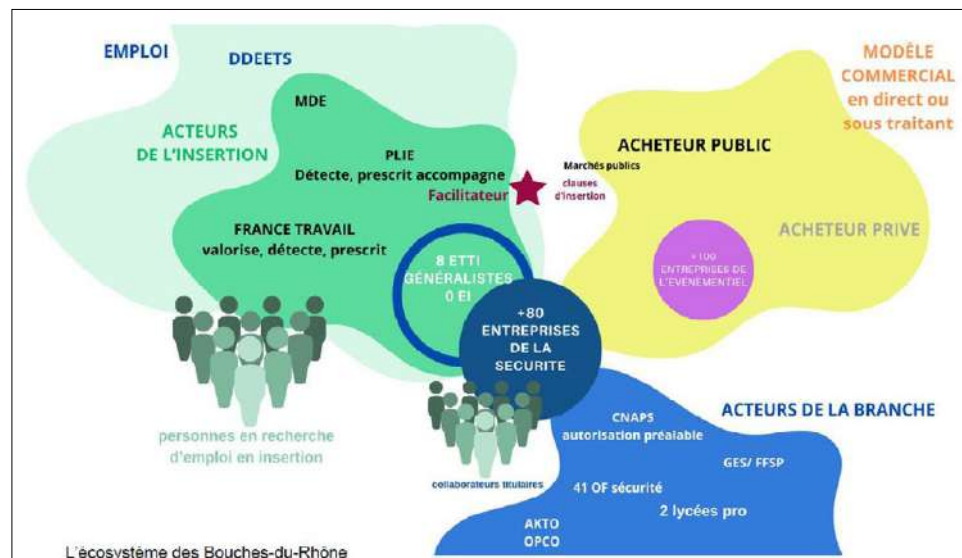 EMPLOI
DDEETS
MDE
ACTEURS
DE L'INSERTION
PLIE
Détecte, prescrit accompagne
Facilitateur
FRANCE TRAVAIL
valorise, détecte, prescrit
8 ETTI
GÉNÉRALISTES
0 EI
+80
ENTREPRISES
DE LA
SECURITE
personnes en recherche
d'emploi en insertion
collaborateurs titulaires
MODÈLE
COMMERCIAL
en direct ou
sous traitant
ACHETEUR PUBLIC
Marchés publics
clauses
d'insertion
ACHETEUR PRIVE
+100
ENTREPRISES DE
L'ÉVENEMENTIEL
ACTEURS DE LA BRANCHE
CNAPS
autorisation préalable
GES/ FFSP
41 OF sécurité
2 lycées pro
AKTO
OPCO
L'écosystème des Bouches-du-Rhône